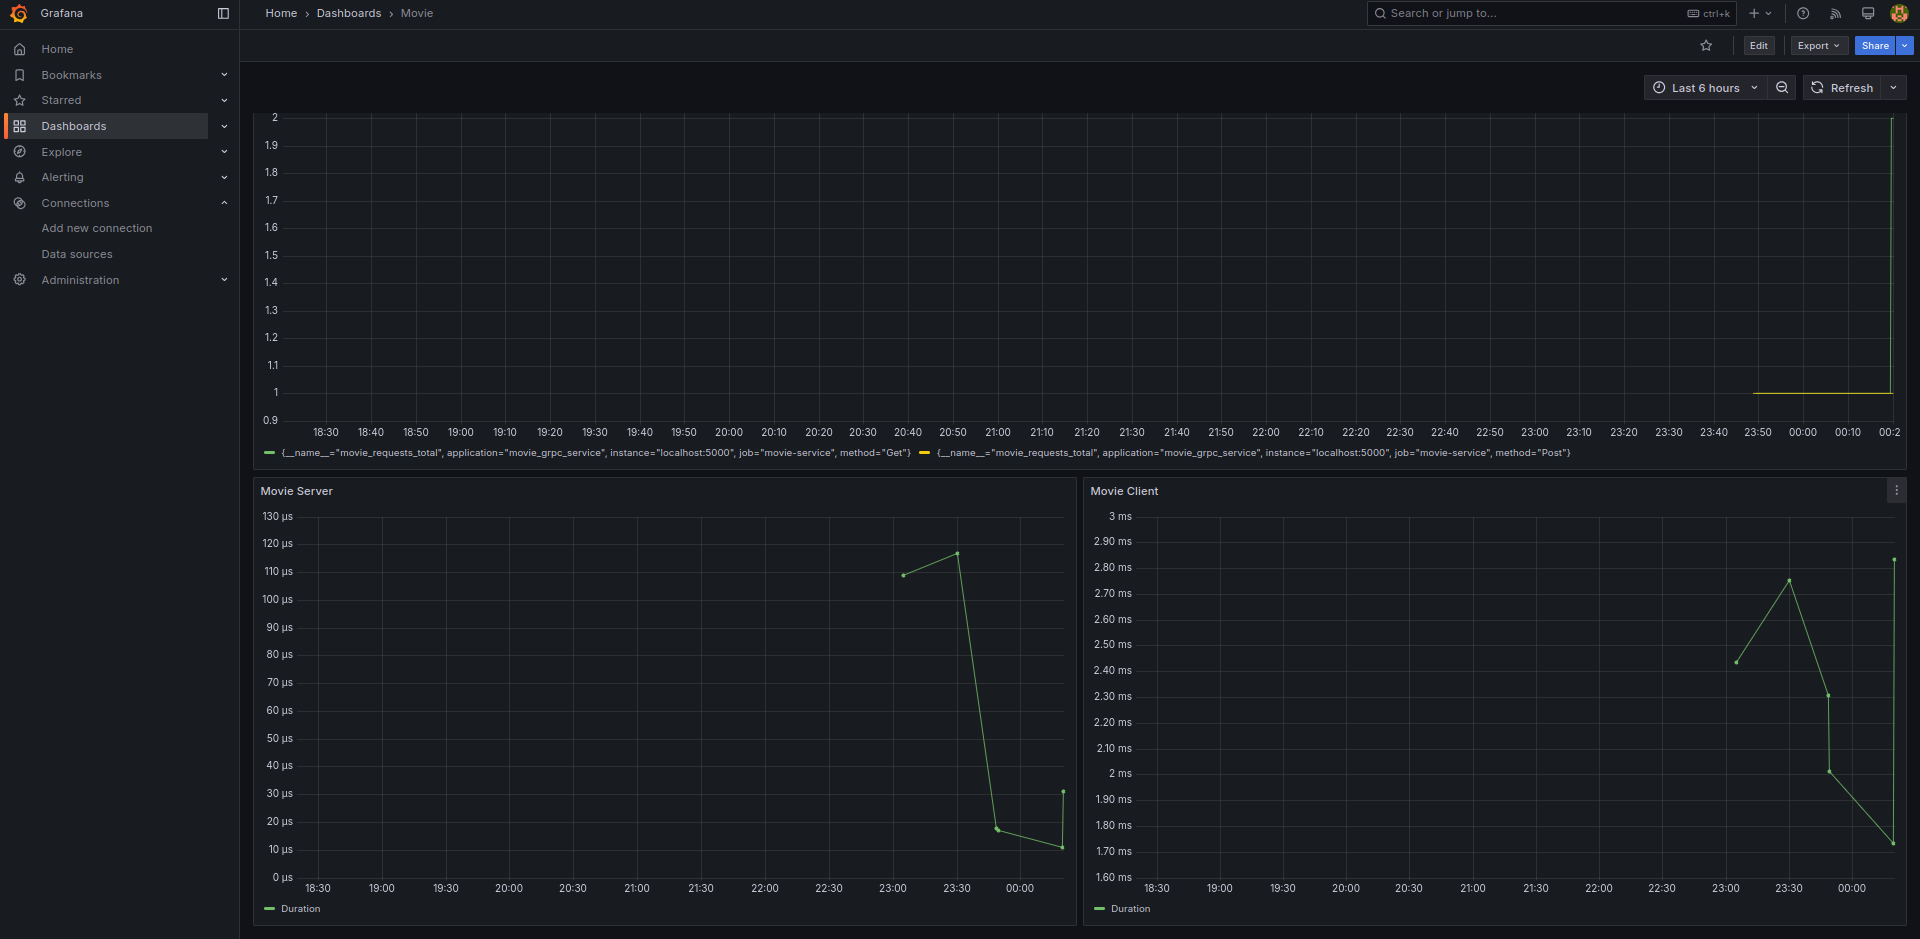 Grafana
Home › Dashboards › Movie
Search or jump to...
ctrl+k
Home
Bookmarks
Starred
Dashboards
Explore
Alerting
Connections
Add new connection
Data sources
Administration
Edit
Export
Share
Last 6 hours
Refresh
2
1.9
1.8
1.7
1.6
1.5
1.4
1.3
1.2
1.1
1
0.9
18:30 18:40 18:50 19:00 19:10 19:20 19:30 19:40 19:50 20:00 20:10 20:20 20:30 20:40 20:50 21:00 21:10 21:20 21:30 21:40 21:50 22:00 22:10 22:20 22:30 22:40 22:50 23:00 23:10 23:20 23:30 23:40 23:50 00:00 00:10 00:2
{__name__="movie_requests_total", application="movie_grpc_service", instance="localhost:5000", job="movie-service", method="Get"} {__name__="movie_requests_total", application="movie_grpc_service", instance="localhost:5000", job="movie-service", method="Post"}
Movie Server
130 µs
120 µs
110 µs
100 µs
90 µs
80 µs
70 µs
60 µs
50 µs
40 µs
30 µs
20 µs
10 µs
0 µs
18:30 19:00 19:30 20:00 20:30 21:00 21:30 22:00 22:30 23:00 23:30 00:00
Duration
Movie Client
3 ms
2.90 ms
2.80 ms
2.70 ms
2.60 ms
2.50 ms
2.40 ms
2.30 ms
2.20 ms
2.10 ms
2 ms
1.90 ms
1.80 ms
1.70 ms
1.60 ms
18:30 19:00 19:30 20:00 20:30 21:00 21:30 22:00 22:30 23:00 23:30 00:00
Duration